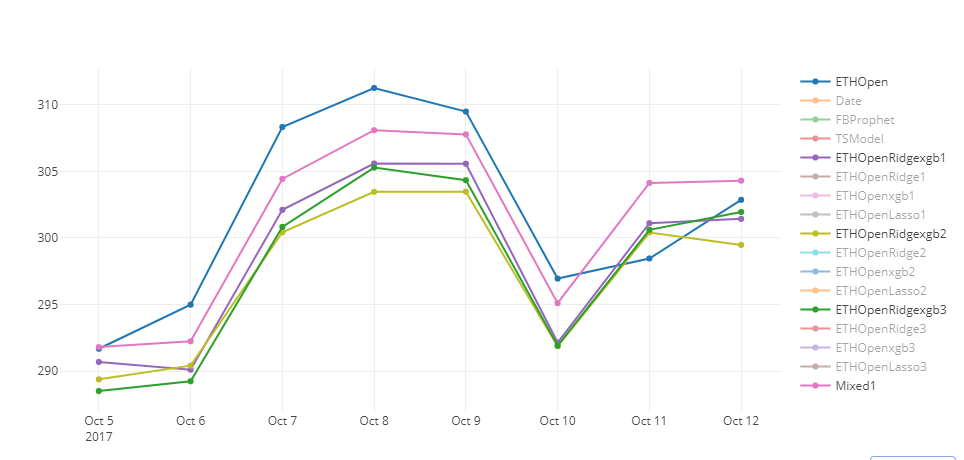 310
305
300
295
290
Oct 5
2017
Oct 6
Oct 7
Oct 8
Oct 9
Oct 10
Oct 11
Oct 12
ETHOpen
Date
FBProphet
TSModel
ETHOpenRidgexgb1
ETHOpenRidge1
ETHOpenxgb1
ETHOpenLasso1
ETHOpenRidgexgb2
ETHOpenRidge2
ETHOpenxgb2
ETHOpenLasso2
ETHOpenRidgexgb3
ETHOpenRidge3
ETHOpenxgb3
ETHOpenLasso3
Mixed1